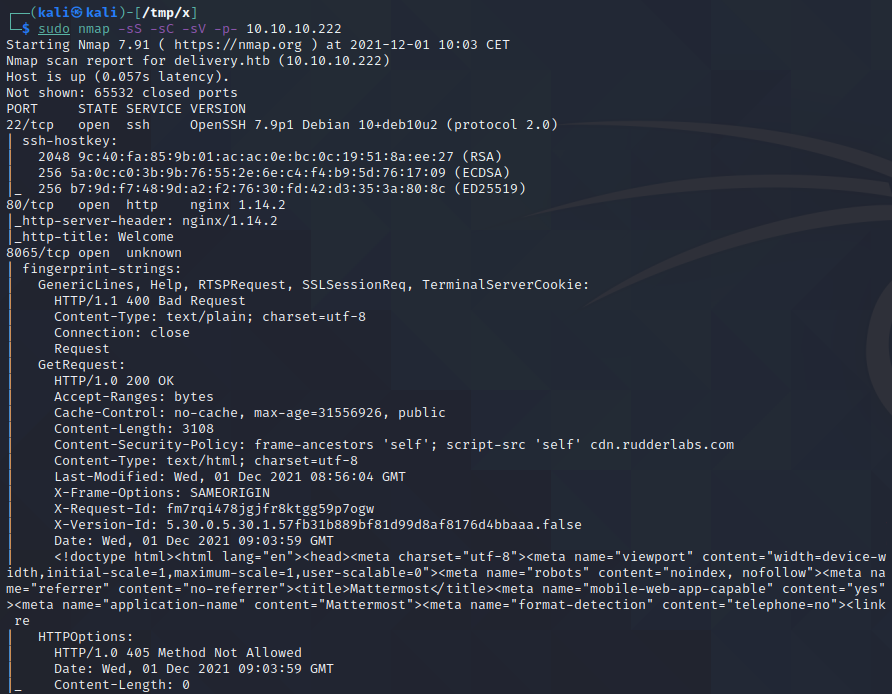 ┌──(kali㉿kali)-[/tmp/x]
└─$ sudo nmap -sS -sC -sV -p- 10.10.10.222
Starting Nmap 7.91 ( https://nmap.org ) at 2021-12-01 10:03 CET
Nmap scan report for delivery.htb (10.10.10.222)
Host is up (0.057s latency).
Not shown: 65532 closed ports
PORT     STATE SERVICE VERSION
22/tcp   open  ssh     OpenSSH 7.9p1 Debian 10+deb10u2 (protocol 2.0)
| ssh-hostkey:
|   2048 9c:40:fa:85:9b:01:ac:ac:0e:bc:0c:19:51:8a:ee:27 (RSA)
|   256 5a:0c:c0:3b:9b:76:55:2e:6e:c4:f4:b9:5d:76:17:09 (ECDSA)
|_  256 b7:9d:f7:48:9d:a2:f2:76:30:fd:42:d3:35:3a:80:8c (ED25519)
80/tcp   open  http    nginx 1.14.2
|_http-server-header: nginx/1.14.2
|_http-title: Welcome
8065/tcp open  unknown
| fingerprint-strings:
|   GenericLines, Help, RTSPRequest, SSLSessionReq, TerminalServerCookie:
|     HTTP/1.1 400 Bad Request
|     Content-Type: text/plain; charset=utf-8
|     Connection: close
|     Request
|   GetRequest:
|     HTTP/1.0 200 OK
|     Accept-Ranges: bytes
|     Cache-Control: no-cache, max-age=31556926, public
|     Content-Length: 3108
|     Content-Security-Policy: frame-ancestors 'self'; script-src 'self' cdn.rudderlabs.com
|     Content-Type: text/html; charset=utf-8
|     Last-Modified: Wed, 01 Dec 2021 08:56:04 GMT
|     X-Frame-Options: SAMEORIGIN
|     X-Request-Id: fm7rqi478jgjfr8ktgg59p7ogw
|     X-Version-Id: 5.30.0.5.30.1.57fb31b889bf81d99d8af8176d4bbaaa.false
|     Date: Wed, 01 Dec 2021 09:03:59 GMT
|     <!doctype html><html lang="en"><head><meta charset="utf-8"><meta name="viewport" content="width=device-w
idth,initial-scale=1,maximum-scale=1,user-scalable=0"><meta name="robots" content="noindex, nofollow"><meta na
me="referrer" content="no-referrer"><title>Mattermost</title><meta name="mobile-web-app-capable" content="yes"
><meta name="application-name" content="Mattermost"><meta name="format-detection" content="telephone=no"><link
 re
|   HTTPOptions:
|     HTTP/1.0 405 Method Not Allowed
|     Date: Wed, 01 Dec 2021 09:03:59 GMT
|_    Content-Length: 0